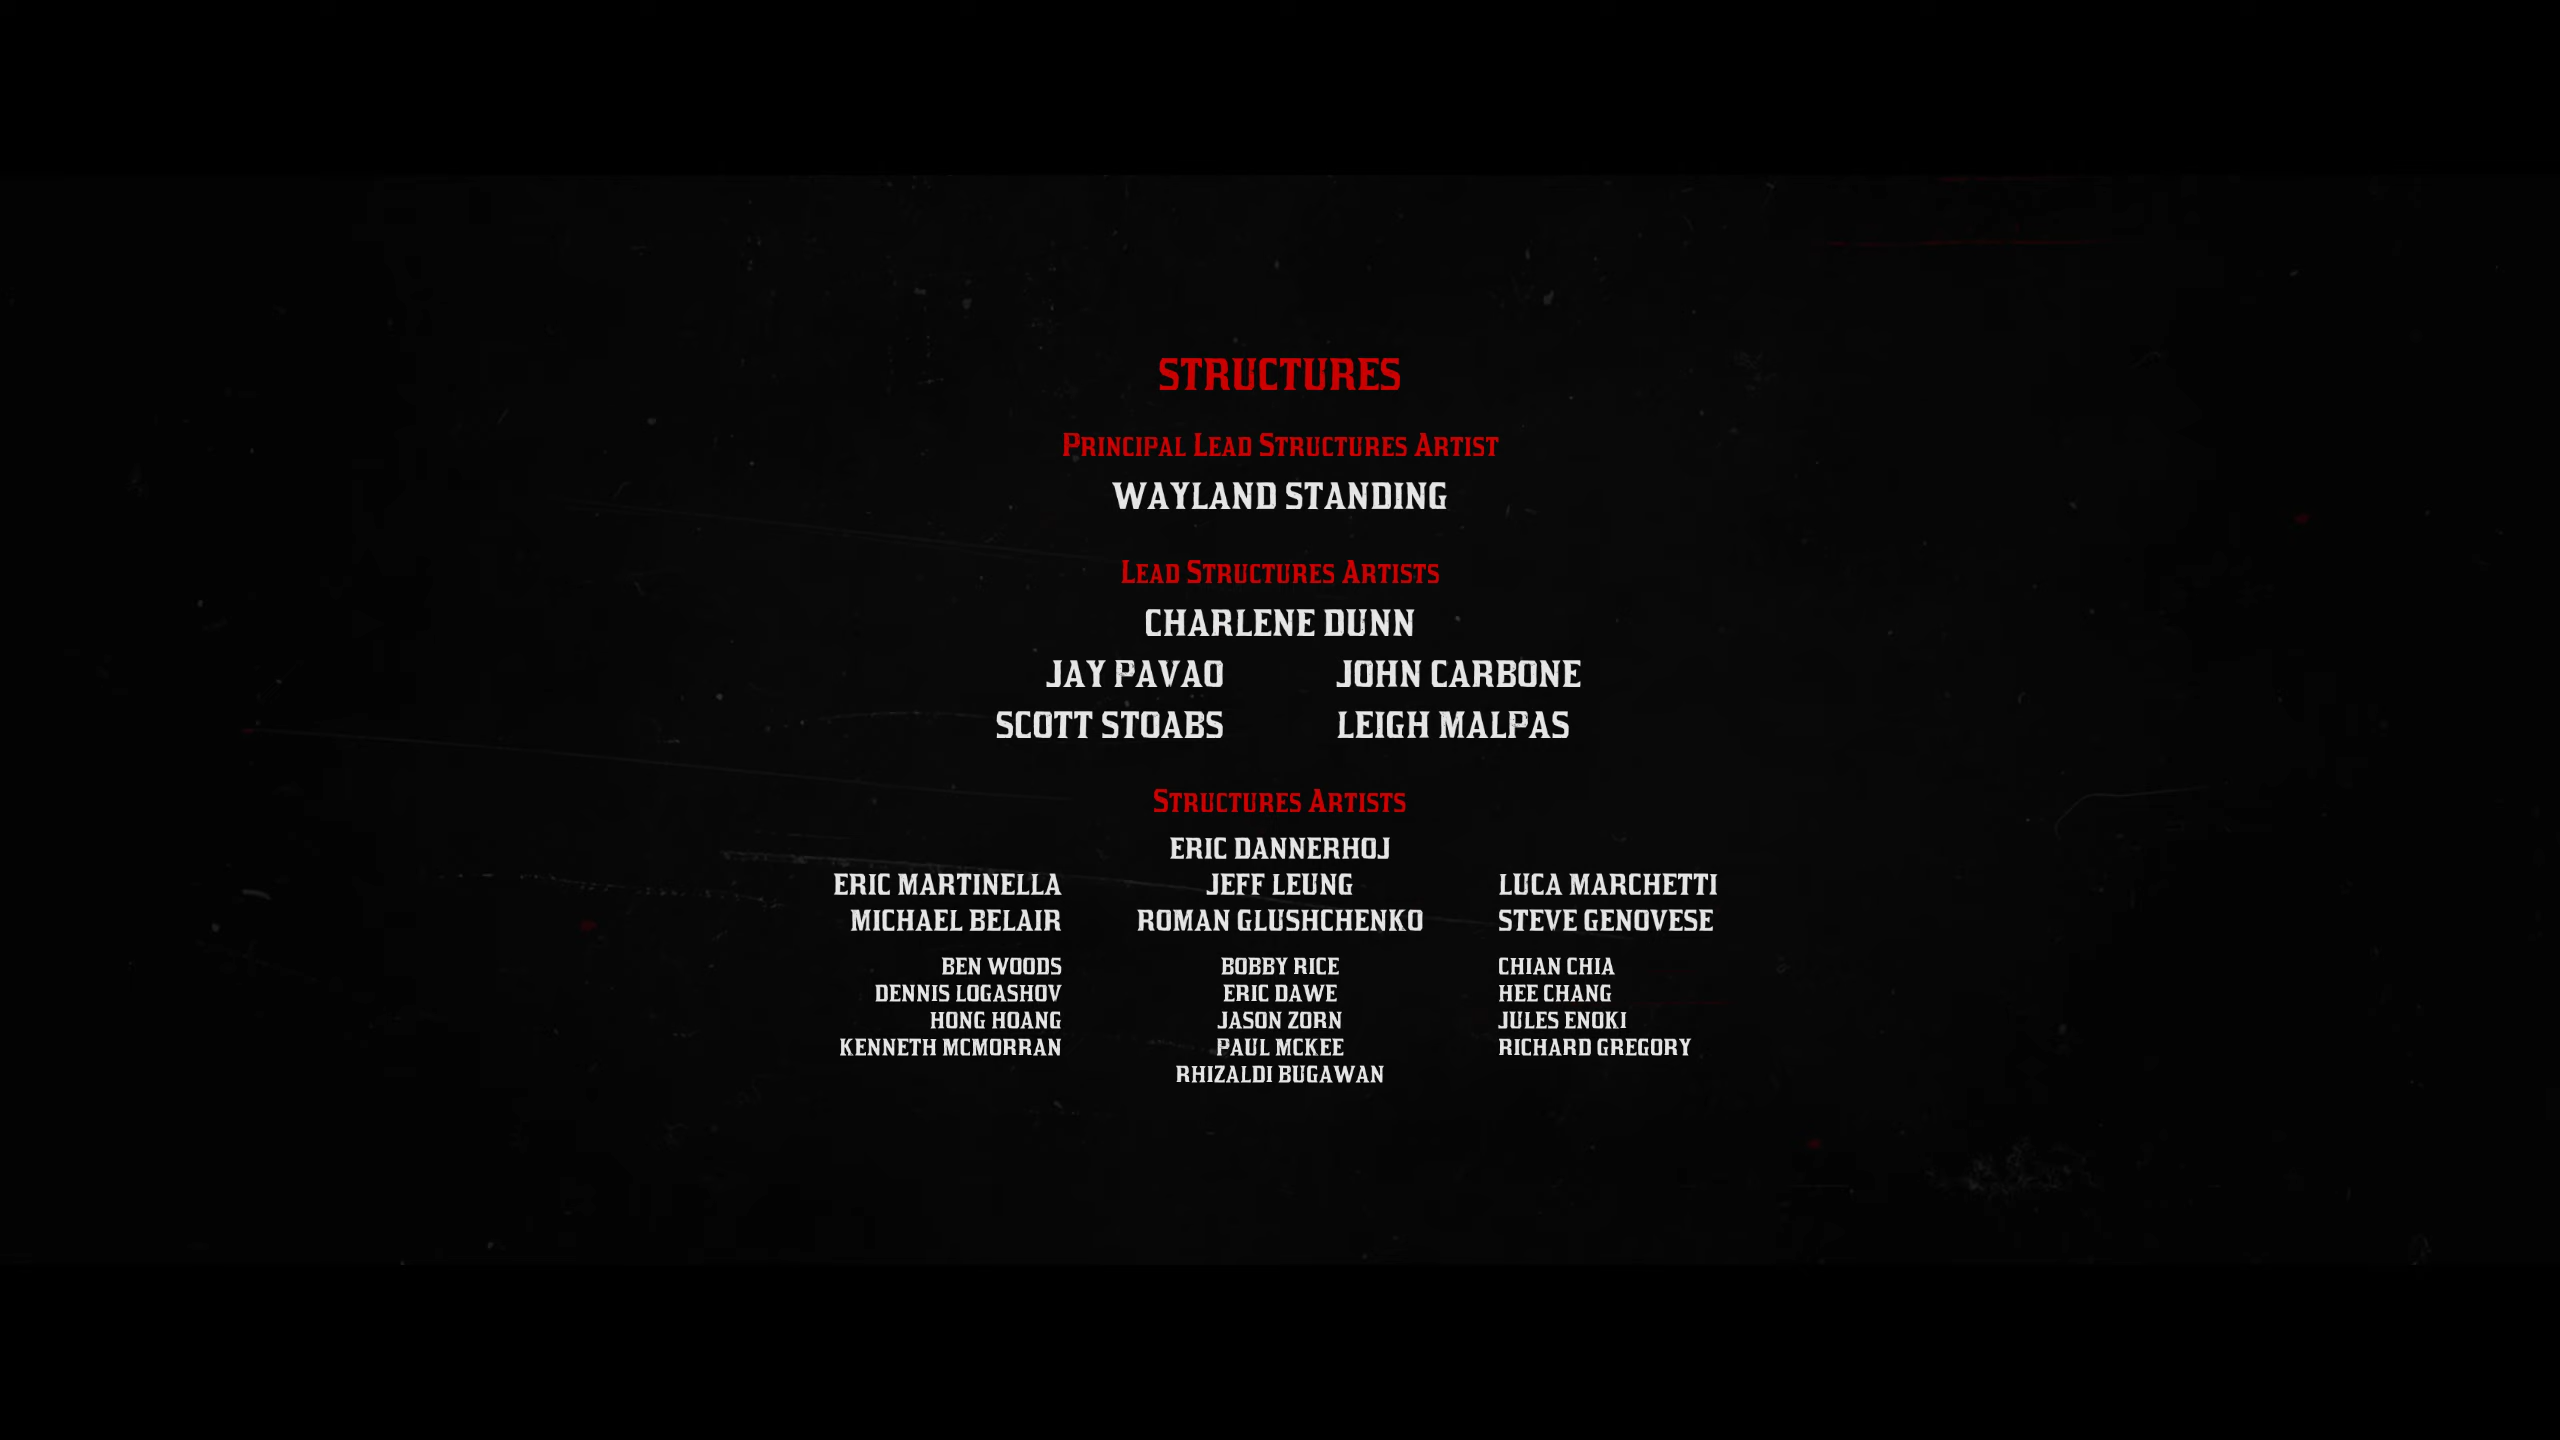 STRUCTURES
PRINCIPAL LEAD STRUCTURES ARTIST
WAYLAND STANDING
LEAD STRUCTURES ARTISTS
CHARLENE DUNN
JAY PAVAO JOHN CARBONE
SCOTT STOABS LEIGH MALPAS
STRUCTURES ARTISTS
ERIC DANNERHOJ
ERIC MARTINELLA JEFF LEUNG LUCA MARCHETTI
MICHAEL BELAIR ROMAN GLUSHCHENKO STEVE GENOVESE
BEN WOODS BOBBY RICE CHIAN CHIA
DENNIS LOGASHOV ERIC DAWE HEE CHANG
HONG HOANG JASON ZORN JULES ENOKI
KENNETH MCMORRAN PAUL MCKEE RICHARD GREGORY
RHIZALDI BUGAWAN